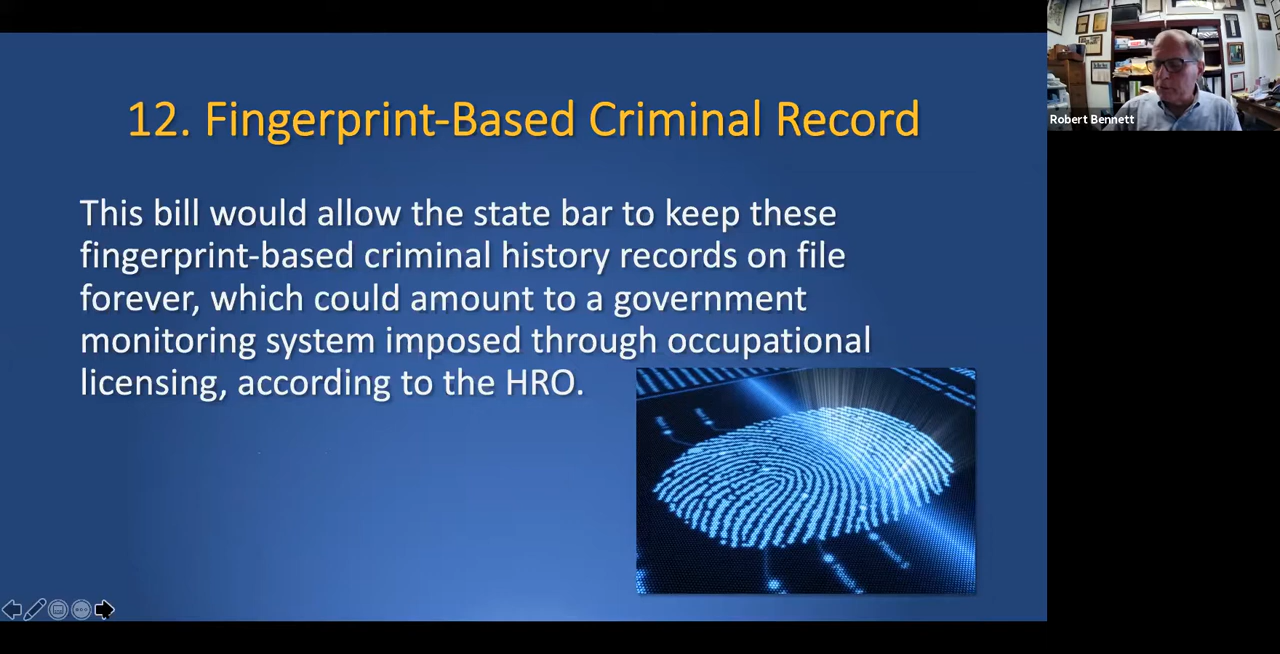 12. Fingerprint-Based Criminal Record
This bill would allow the state bar to keep these
fingerprint-based criminal history records on file
forever, which could amount to a government
monitoring system imposed through occupational
licensing, according to the HRO.
Robert Bennett